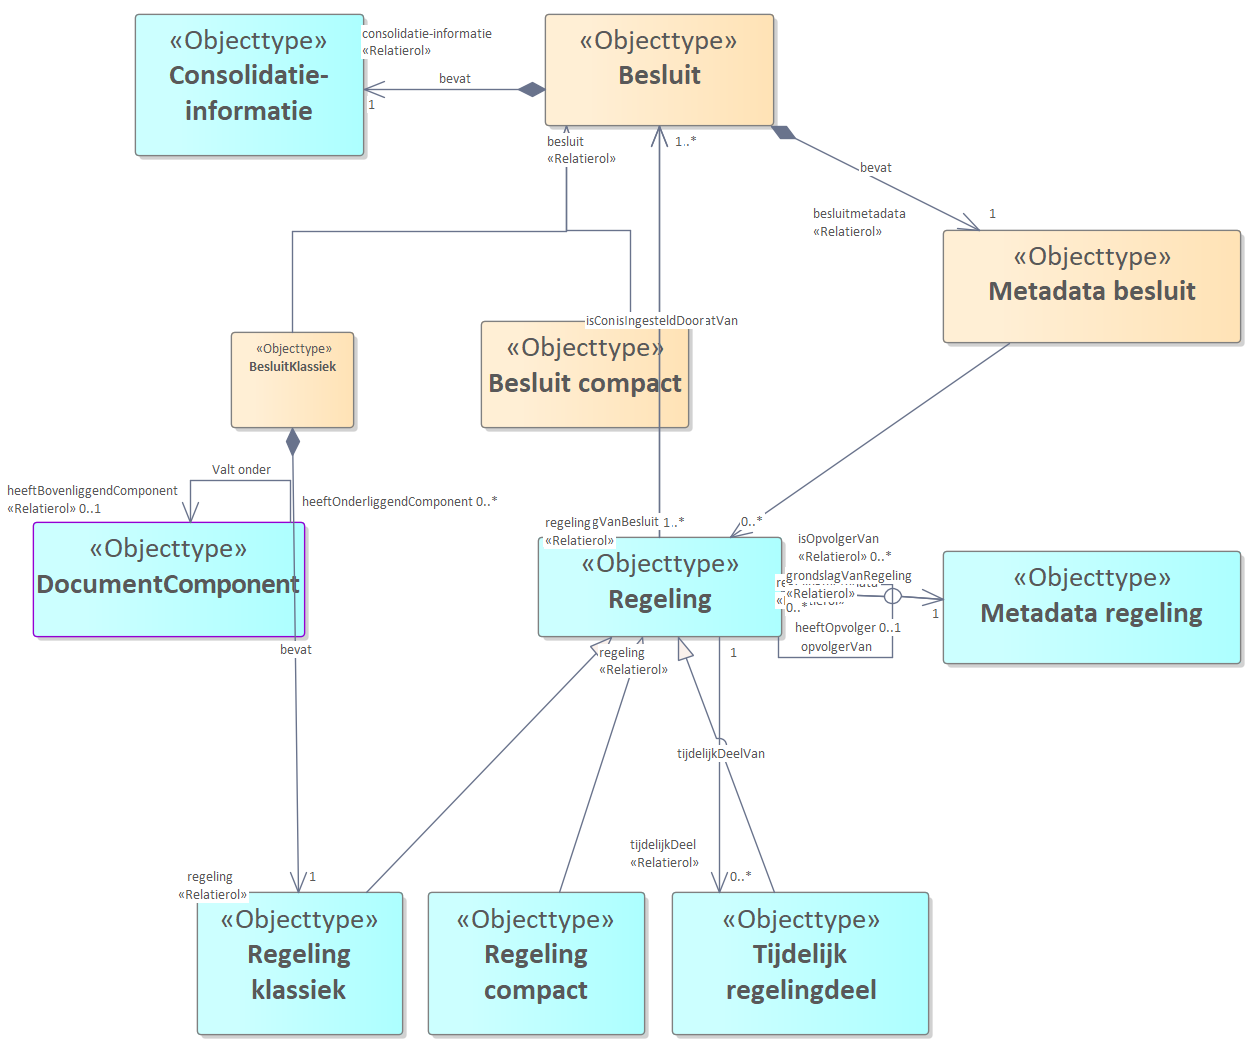 «Objecttype»
Consolidatie-
informatie
consolidatie-informatie
«Relatierol»
bevat
1
«Objecttype»
Besluit
besluit
«Relatierol»
1..*
bevat
besluitmetadata
«Relatierol»
1
«Objecttype»
Metadata besluit
«Objecttype»
BesluitKlassiek
«Objecttype»
Besluit compact
isIngesteldDoor
Valt onder
heeftBovenliggendComponent
«Relatierol» 0..1
heeftOnderliggendComponent 0..*
«Objecttype»
DocumentComponent
bevat
regeling
«Relatierol»
1..*
0..*
«Objecttype»
Regeling
isOpvolgerVan
«Relatierol» 0..*
grondslagVanRegeling
«Relatierol»
0..*
heeftOpvolger 0..1
opvolgerVan
1
«Objecttype»
Metadata regeling
regeling
«Relatierol»
1
tijdelijkDeelVan
tijdelijkDeel
«Relatierol»
0..*
regeling
«Relatierol»
1
«Objecttype»
Regeling
klassiek
«Objecttype»
Regeling
compact
«Objecttype»
Tijdelijk
regelingdeel